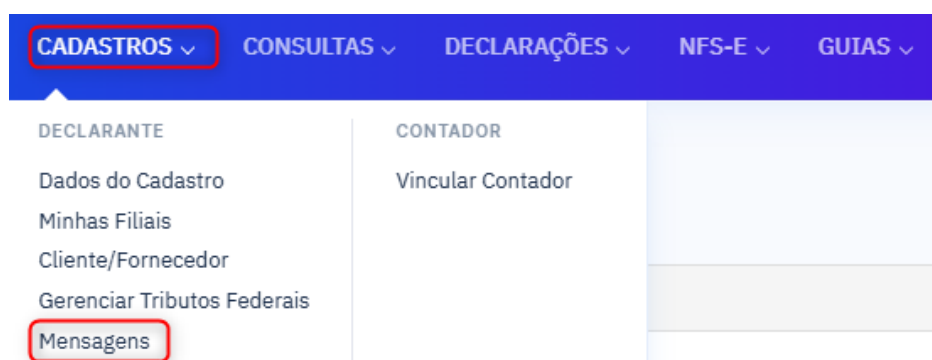 CADASTROS CONSULTAS DECLARAÇÕES NFS-E GUIAS
DECLARANTE
Dados do Cadastro
Minhas Filiais
Cliente/Fornecedor
Gerenciar Tributos Federais
Mensagens
CONTADOR
Vincular Contador